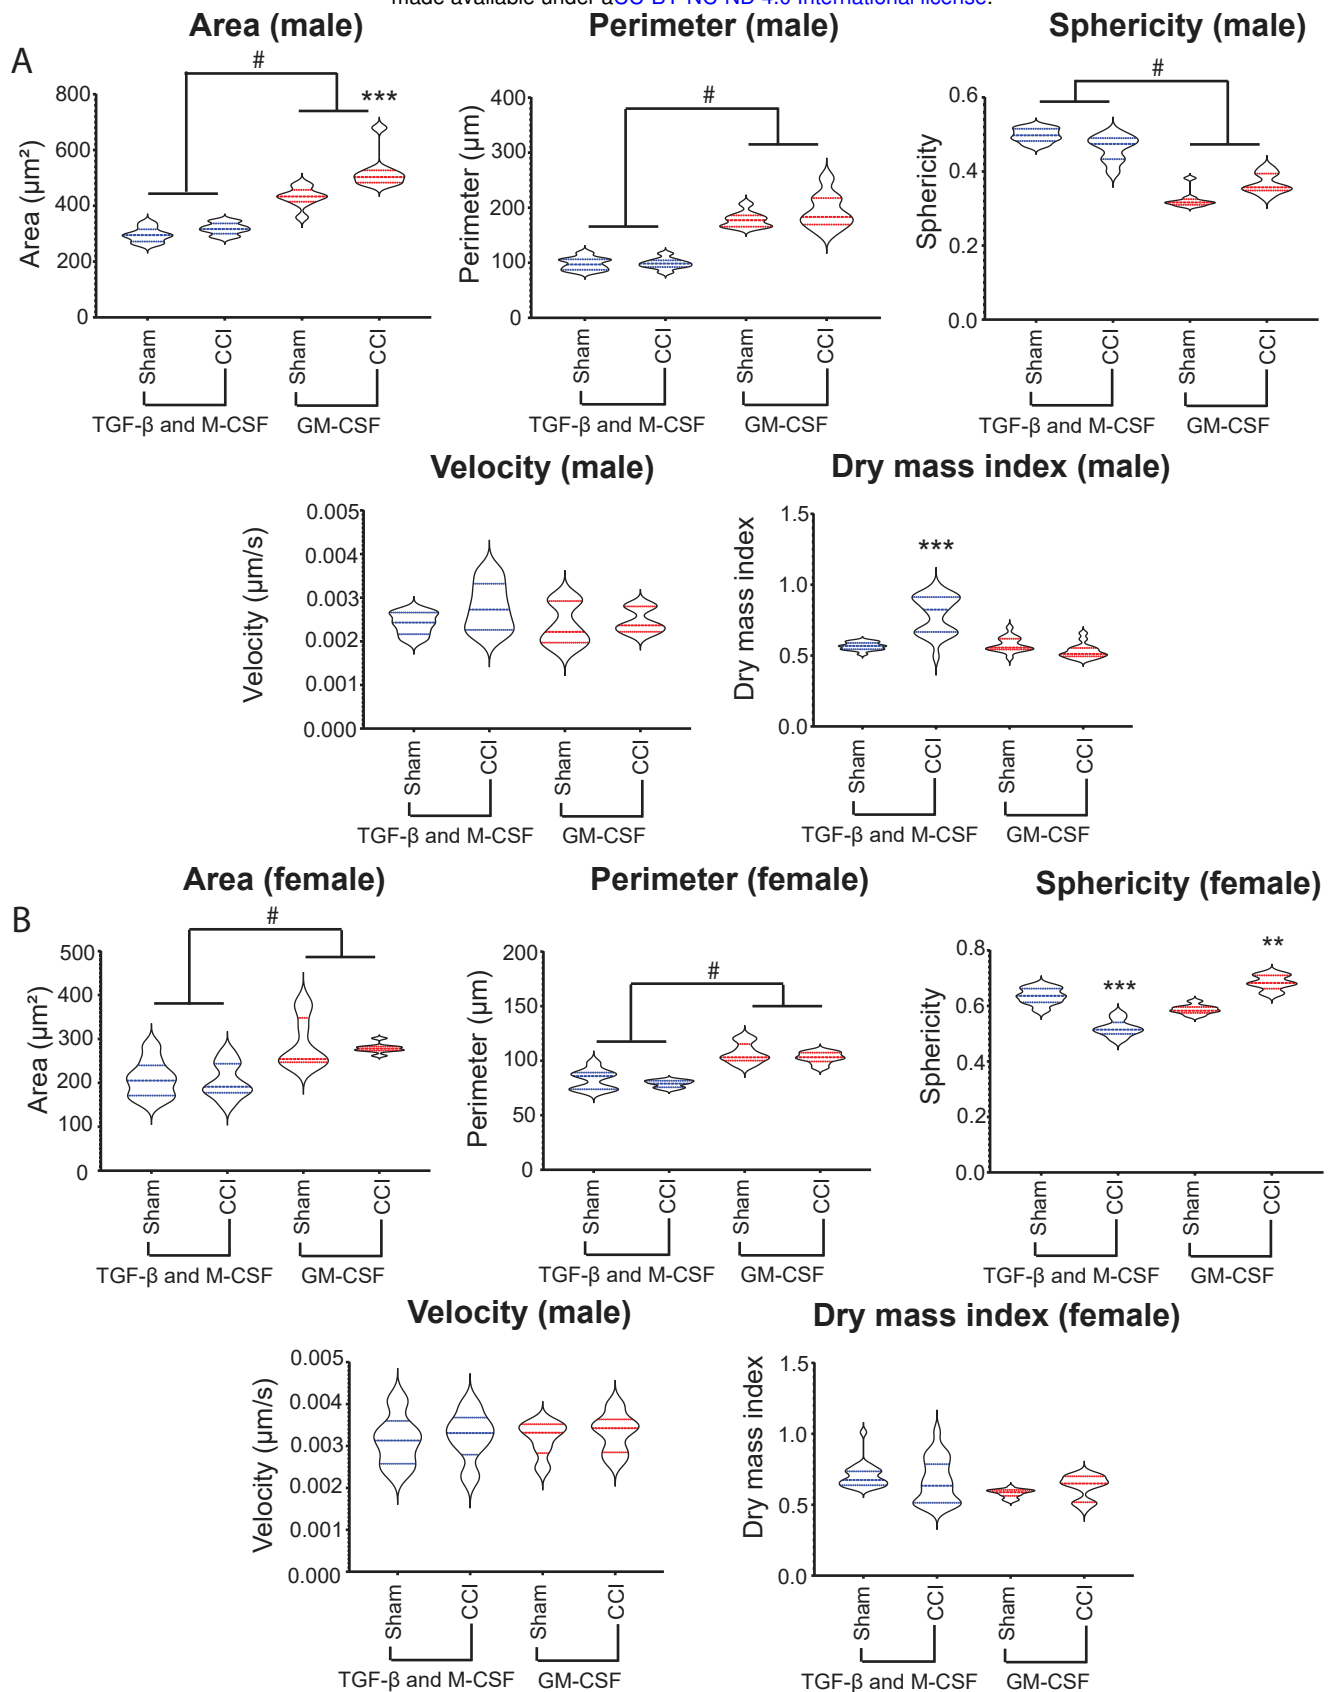 made available under aCC-BY-NC-ND 4.0 International license.
A
Area (male)
Perimeter (male)
Sphericity (male)
Area (µm²)
800
600
400
200
0
#
***
Sham
CCI
Sham
CCI
TGF-β and M-CSF
GM-CSF
Perimeter (µm)
400
300
200
100
0
#
Sham
CCI
Sham
CCI
TGF-β and M-CSF
GM-CSF
Sphericity
0.6
0.4
0.2
0.0
#
Sham
CCI
Sham
CCI
TGF-β and M-CSF
GM-CSF
Velocity (male)
Dry mass index (male)
Velocity (µm/s)
0.005
0.004
0.003
0.002
0.001
0.000
Sham
CCI
Sham
CCI
TGF-β and M-CSF
GM-CSF
Dry mass index
1.5
1.0
0.5
0.0
***
Sham
CCI
Sham
CCI
TGF-β and M-CSF
GM-CSF
B
Area (female)
Perimeter (female)
Sphericity (female)
Area (µm²)
500
400
300
200
100
0
#
Sham
CCI
Sham
CCI
TGF-β and M-CSF
GM-CSF
Perimeter (µm)
200
150
100
50
0
#
Sham
CCI
Sham
CCI
TGF-β and M-CSF
GM-CSF
Sphericity
0.8
0.6
0.4
0.2
0.0
***
**
Sham
CCI
Sham
CCI
TGF-β and M-CSF
GM-CSF
Velocity (male)
Dry mass index (female)
Velocity (µm/s)
0.005
0.004
0.003
0.002
0.001
0.000
Sham
CCI
Sham
CCI
TGF-β and M-CSF
GM-CSF
Dry mass index
1.5
1.0
0.5
0.0
Sham
CCI
Sham
CCI
TGF-β and M-CSF
GM-CSF